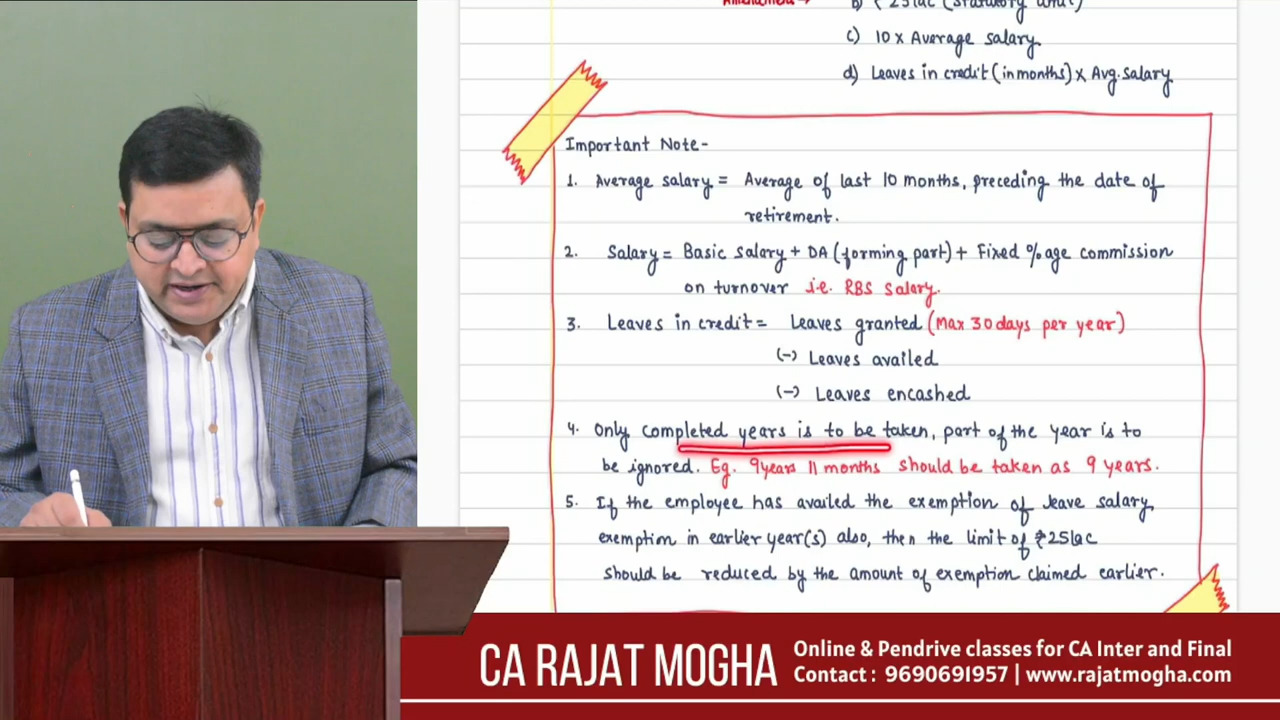 Amendment →
b) ₹25lac (statutory limit)
c) 10 x Average salary
d) Leaves in credit (in months) x Avg. salary
Important Note-
1. Average salary = Average of last 10 months, preceding the date of
retirement.
2. Salary = Basic salary + DA (forming part) + Fixed %age commission
on turnover i.e. RBS salary.
3. Leaves in credit = Leaves granted (Max 30 days per year)
(-) Leaves availed
(-) Leaves encashed
4. Only completed years is to be taken, part of the year is to
be ignored. Eg. 9years 11 months should be taken as 9 years.
5. If the employee has availed the exemption of leave salary
exemption in earlier year(s) also, then the limit of ₹25lac
should be reduced by the amount of exemption claimed earlier.
CA RAJAT MOGHA
Online & Pendrive classes for CA Inter and Final
Contact : 9690691957 | www.rajatmogha.com